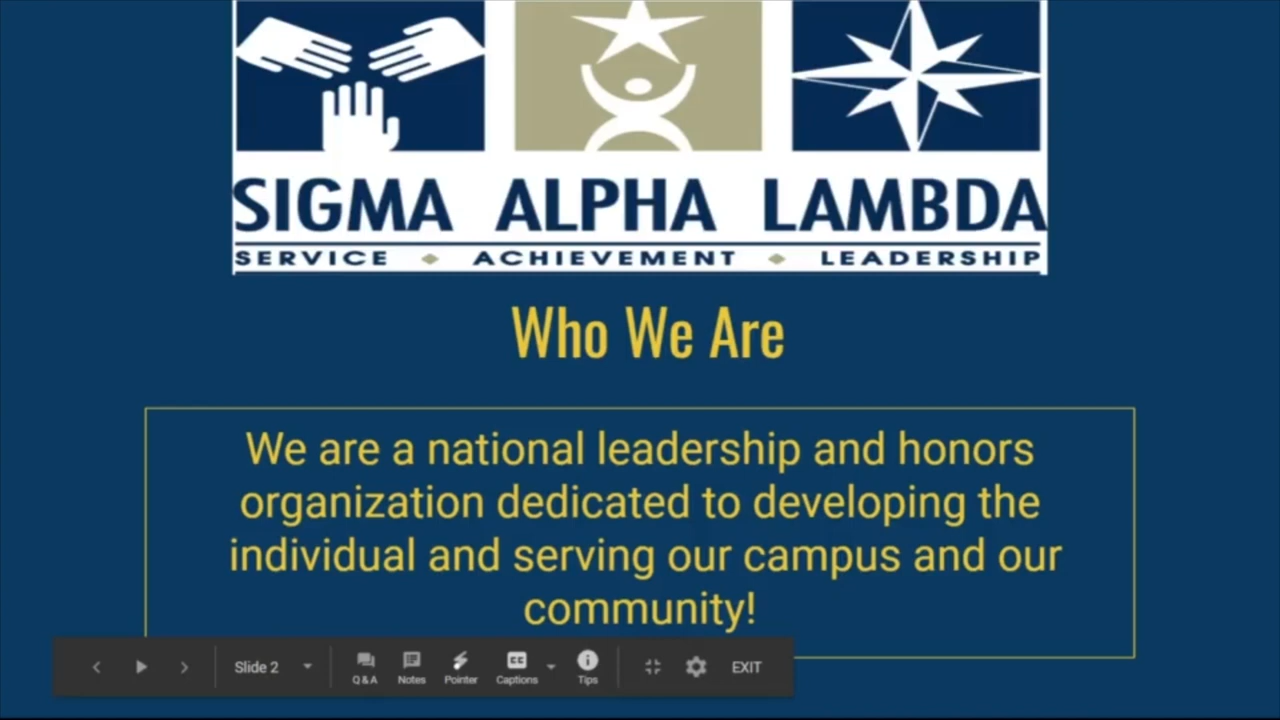 SIGMA ALPHA LAMBDA
SERVICE ACHIEVEMENT LEADERSHIP
Who We Are
We are a national leadership and honors
organization dedicated to developing the
individual and serving our campus and our
community!
Slide 2 Q&A Notes Pointer Captions Tips EXIT